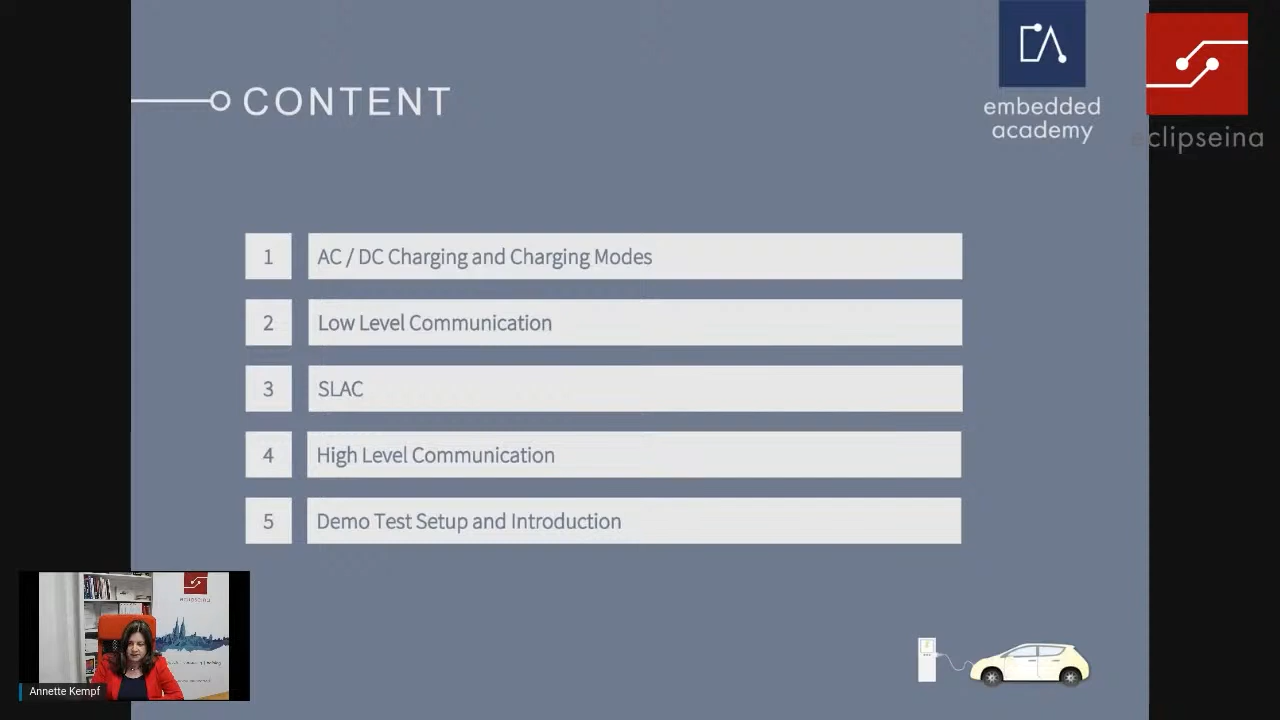 CONTENT
embedded
academy
eclipseina
1 AC / DC Charging and Charging Modes
2 Low Level Communication
3 SLAC
4 High Level Communication
5 Demo Test Setup and Introduction
Annette Kempf